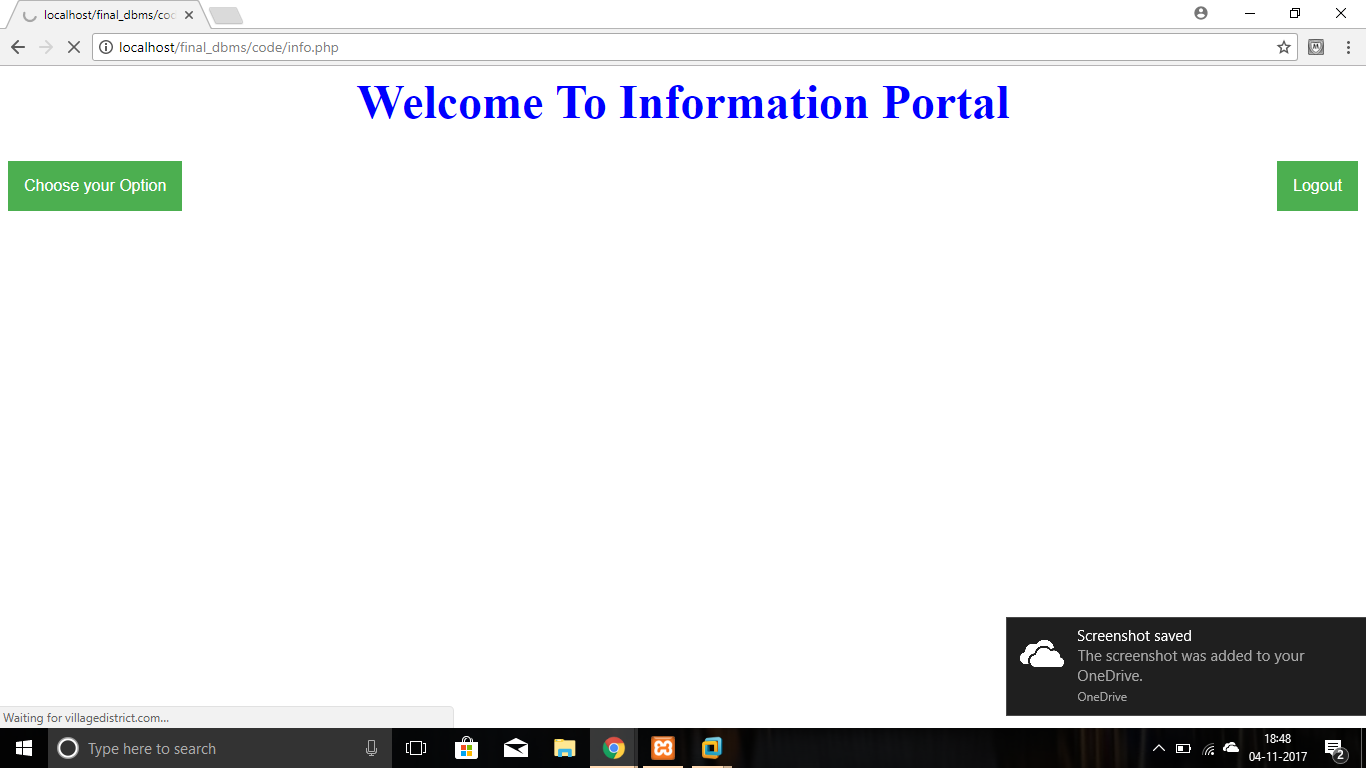 localhost/final_dbms/coc
localhost/final_dbms/code/info.php
Welcome To Information Portal
Choose your Option
Logout
Screenshot saved
The screenshot was added to your
OneDrive.
OneDrive
Waiting for villagedistrict.com...
Type here to search
18:48
04-11-2017
2